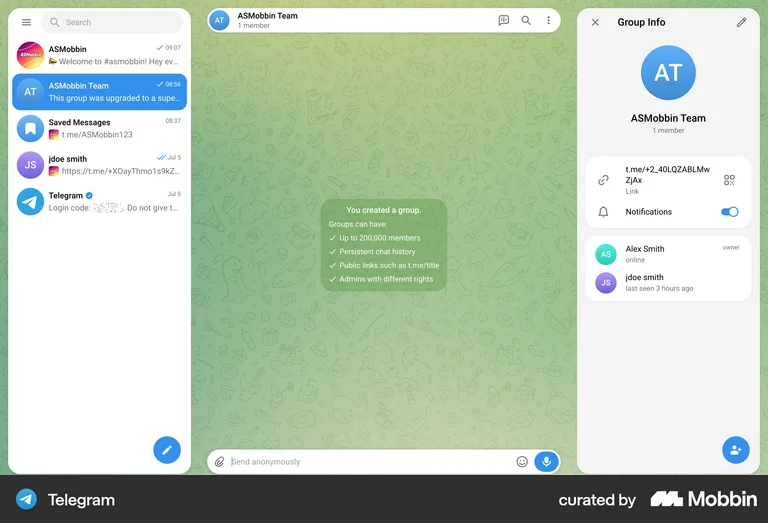 Search
ASMobbin
09:07
Welcome to #asmobbin! Hey ev...
AT
ASMobbin Team
08:56
This group was upgraded to a supe...
Saved Messages
08:37
t.me/ASMobbin123
JS
jdoe smith
Jul 5
https://t.me/+XOayThmo1s9kZ...
Telegram
Jul 5
Login code:
. Do not give t...
AT
ASMobbin Team
1 member
You created a group.
Groups can have:
Up to 200,000 members
Persistent chat history
Public links such as t.me/title
Admins with different rights
Send anonymously
Group Info
AT
ASMobbin Team
1 member
t.me/+2_40LQZABLMw
ZjAx
Link
Notifications
AS
Alex Smith
owner
online
JS
jdoe smith
last seen 3 hours ago
Telegram
curated by
Mobbin